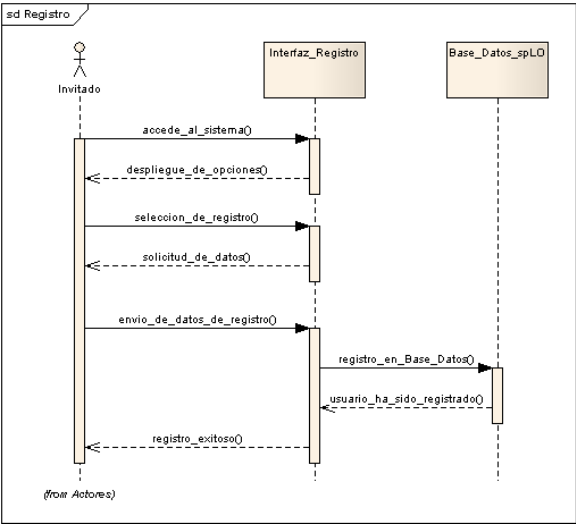 sd Registro
Invitado
Interfaz_Registro
Base_Datos_spLO
accede_al_sistema()
despliegue_de_opciones()
seleccion_de_registro()
solicitud_de_datos()
envio_de_datos_de_registro()
registro_en_Base_Datos()
usuario_ha_sido_registrado()
registro_exitoso()
(from Actores)